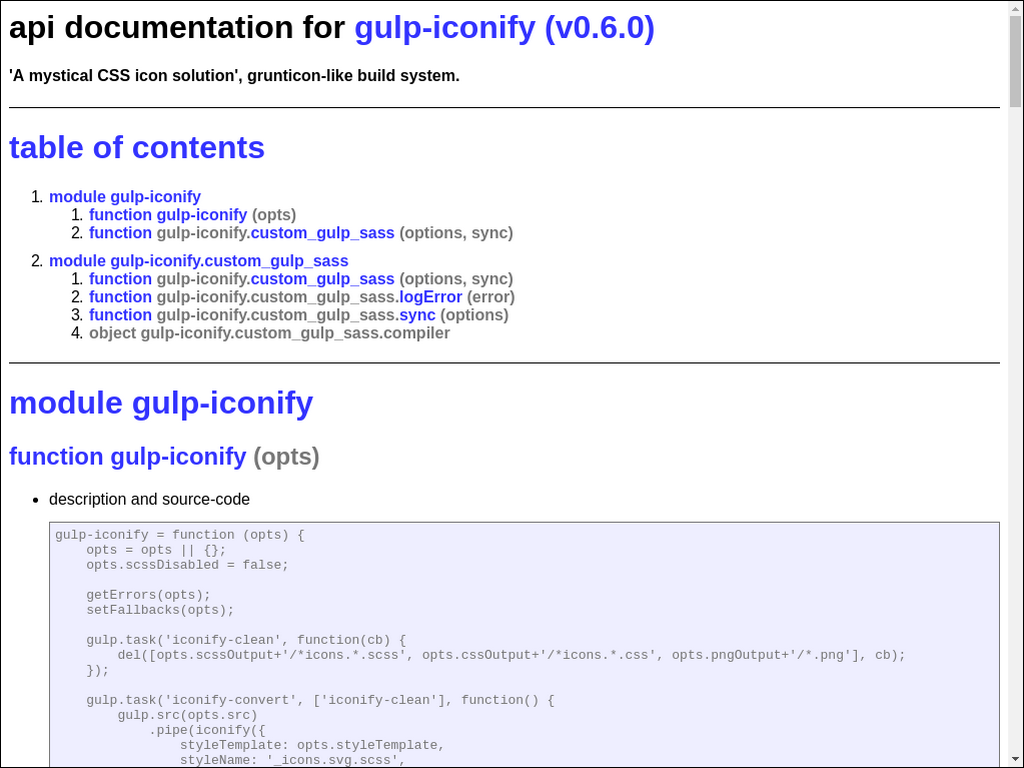 api documentation for gulp-iconify (v0.6.0)
'A mystical CSS icon solution', grunticon-like build system.
table of contents
1. module gulp-iconify
1. function gulp-iconify (opts)
2. function gulp-iconify.custom_gulp_sass (options, sync)
2. module gulp-iconify.custom_gulp_sass
1. function gulp-iconify.custom_gulp_sass (options, sync)
2. function gulp-iconify.custom_gulp_sass.logError (error)
3. function gulp-iconify.custom_gulp_sass.sync (options)
4. object gulp-iconify.custom_gulp_sass.compiler
module gulp-iconify
function gulp-iconify (opts)
• description and source-code
gulp-iconify = function (opts) {
    opts = opts || {};
    opts.scssDisabled = false;
    getErrors(opts);
    setFallbacks(opts);
    gulp.task('iconify-clean', function(cb) {
        del([opts.scssOutput+'/*icons.*.scss', opts.cssOutput+'/*icons.*.css', opts.pngOutput+'/*.png'], cb);
    });
    gulp.task('iconify-convert', ['iconify-clean'], function() {
        gulp.src(opts.src)
            .pipe(iconify({
                styleTemplate: opts.styleTemplate,
                styleName: '_icons.svg.scss',